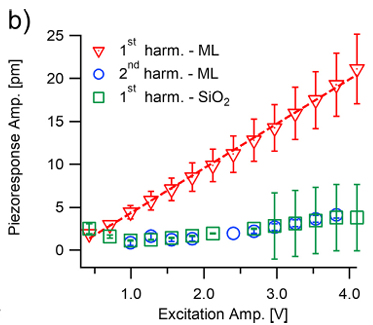 b)
25
20
15
10
5
0
Piezoresponse Amp. [pm]
1st harm. - ML
2nd harm. - ML
1st harm. - SiO2
1.0 2.0 3.0 4.0
Excitation Amp. [V]